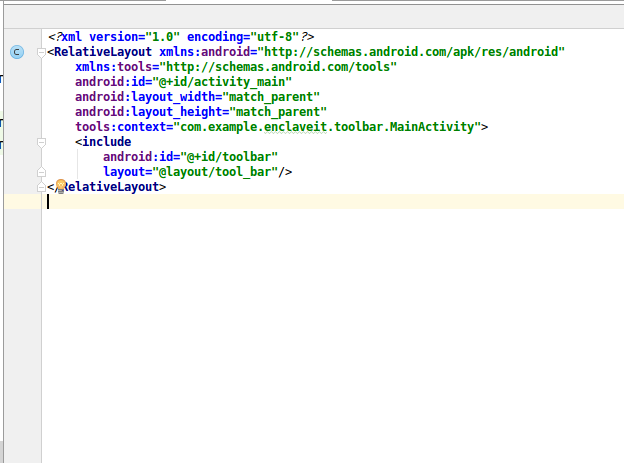 <?xml version="1.0" encoding="utf-8"?>
<RelativeLayout xmlns:android="http://schemas.android.com/apk/res/android"
    xmlns:tools="http://schemas.android.com/tools"
    android:id="@+id/activity_main"
    android:layout_width="match_parent"
    android:layout_height="match_parent"
    tools:context="com.example.enclaveit.toolbar.MainActivity">
    <include
        android:id="@+id/toolbar"
        layout="@layout/tool_bar"/>
</RelativeLayout>